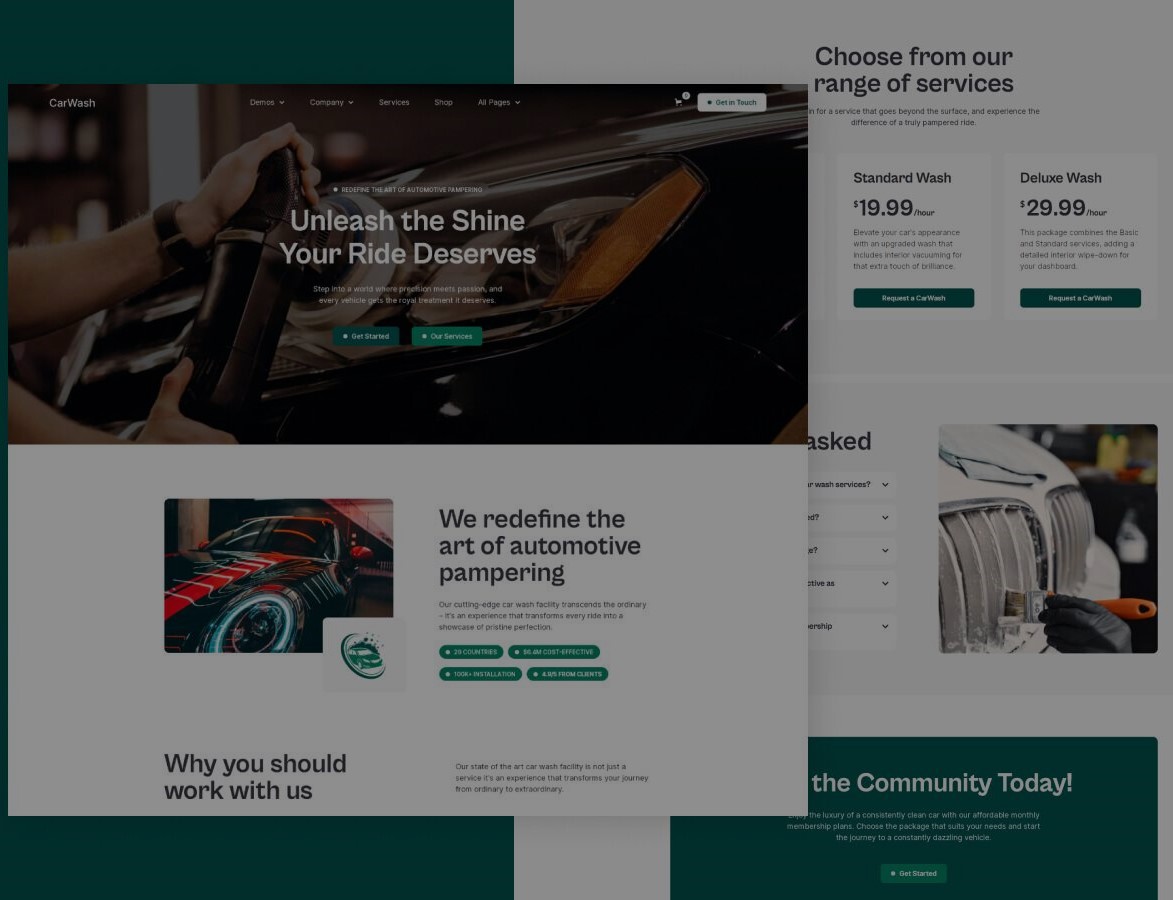 CarWash
Demos
Company
Services
Shop
All Pages
0
Get in Touch
REDEFINE THE ART OF AUTOMOTIVE PAMPERING
Unleash the Shine
Your Ride Deserves
Step into a world where precision meets passion, and
every vehicle gets the royal treatment it deserves.
Get Started
Our Services
We redefine the
art of automotive
pampering
Our cutting-edge car wash facility transcends the ordinary
– it's an experience that transforms every ride into a
showcase of pristine perfection.
29 COUNTRIES
$6.4M COST-EFFECTIVE
100K+ INSTALLATION
4.9/5 FROM CLIENTS
Why you should
work with us
Our state of the art car wash facility is not just a
service it's an experience that transforms your journey
from ordinary to extraordinary.
Choose from our
range of services
in for a service that goes beyond the surface, and experience the
difference of a truly pampered ride.
Standard Wash
$19.99/hour
Elevate your car's appearance
with an upgraded wash that
includes interior vacuuming for
that extra touch of brilliance.
Request a CarWash
Deluxe Wash
$29.99/hour
This package combines the Basic
and Standard services, adding a
detailed interior wipe-down for
your dashboard.
Request a CarWash
asked
wash services?
ed?
ge?
ctive as
ership
the Community Today!
Enjoy the luxury of a consistently clean car with our affordable monthly
membership plans. Choose the package that suits your needs and start
the journey to a constantly dazzling vehicle.
Get Started